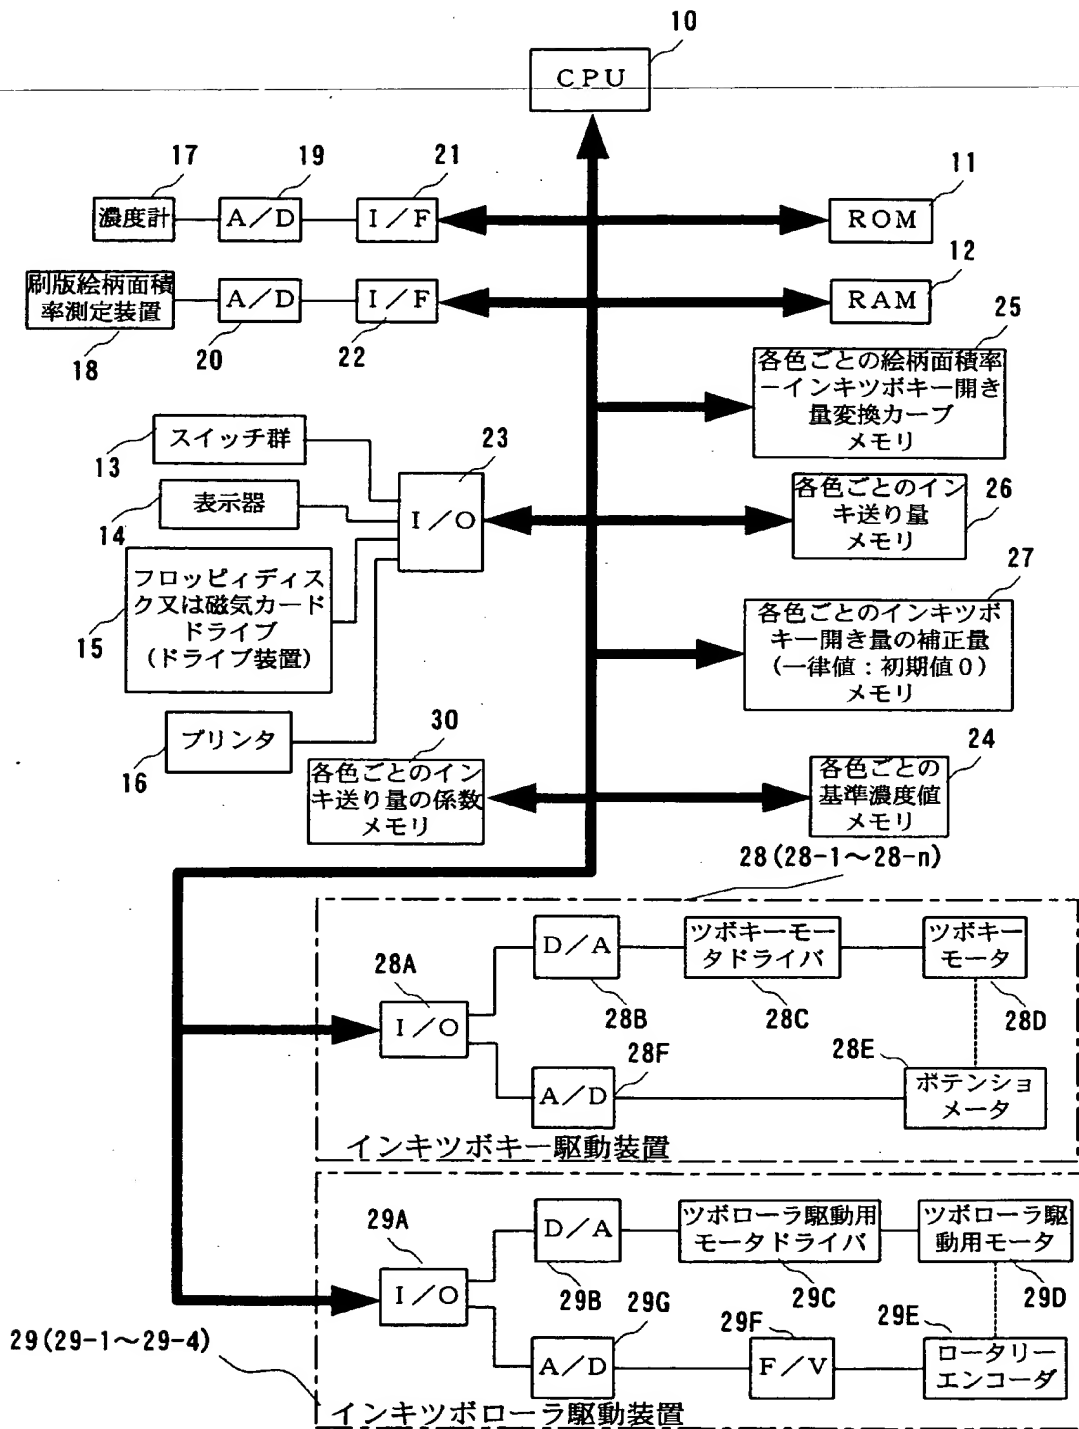 10
CPU
17
19
21
11
濃度計
A／D
I／F
ROM
12
刷版絵柄面積
率測定装置
A／D
I／F
RAM
18
20
22
25
各色ごとの絵柄面積率
－インキツボキー開き
量変換カーブ
メモリ
スイッチ群
13
23
表示器
14
I／O
各色ごとのイン
キ送り量
メモリ
26
フロッピィディス
ク又は磁気カード
ドライブ
（ドライブ装置）
15
27
各色ごとのインキツボ
キー開き量の補正量
（一律値：初期値０）
メモリ
プリンタ
16
30
各色ごとのイン
キ送り量の係数
メモリ
24
各色ごとの
基準濃度値
メモリ
28(28-1〜28-n)
28A
I／O
D／A
28B
ツボキーモー
タドライバ
28C
ツボキー
モータ
28D
28F
A／D
28E
ポテンショ
メータ
インキツボキー駆動装置
29A
I／O
D／A
29B
ツボローラ駆動用
モータドライバ
29C
ツボローラ駆
動用モータ
29D
29G
A／D
29F
F／V
29E
ロータリー
エンコーダ
29(29-1〜29-4)
インキツボローラ駆動装置